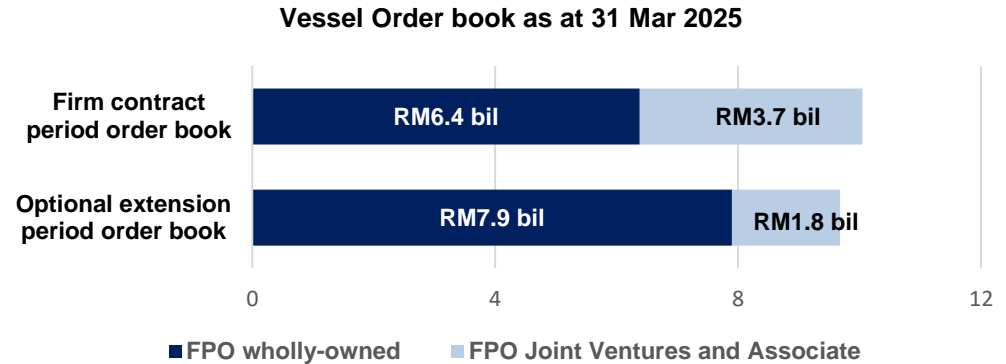 Vessel Order book as at 31 Mar 2025
Firm contract
period order book
RM6.4 bil
RM3.7 bil
Optional extension
period order book
RM7.9 bil
RM1.8 bil
0
4
8
12
FPO wholly-owned
FPO Joint Ventures and Associate